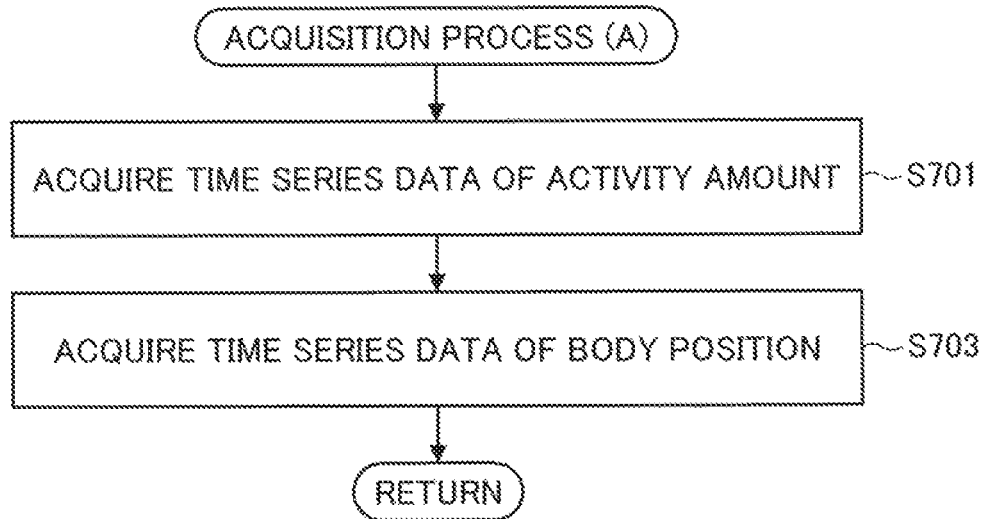 ACQUISITION PROCESS (A)
ACQUIRE TIME SERIES DATA OF ACTIVITY AMOUNT
S701
ACQUIRE TIME SERIES DATA OF BODY POSITION
S703
RETURN